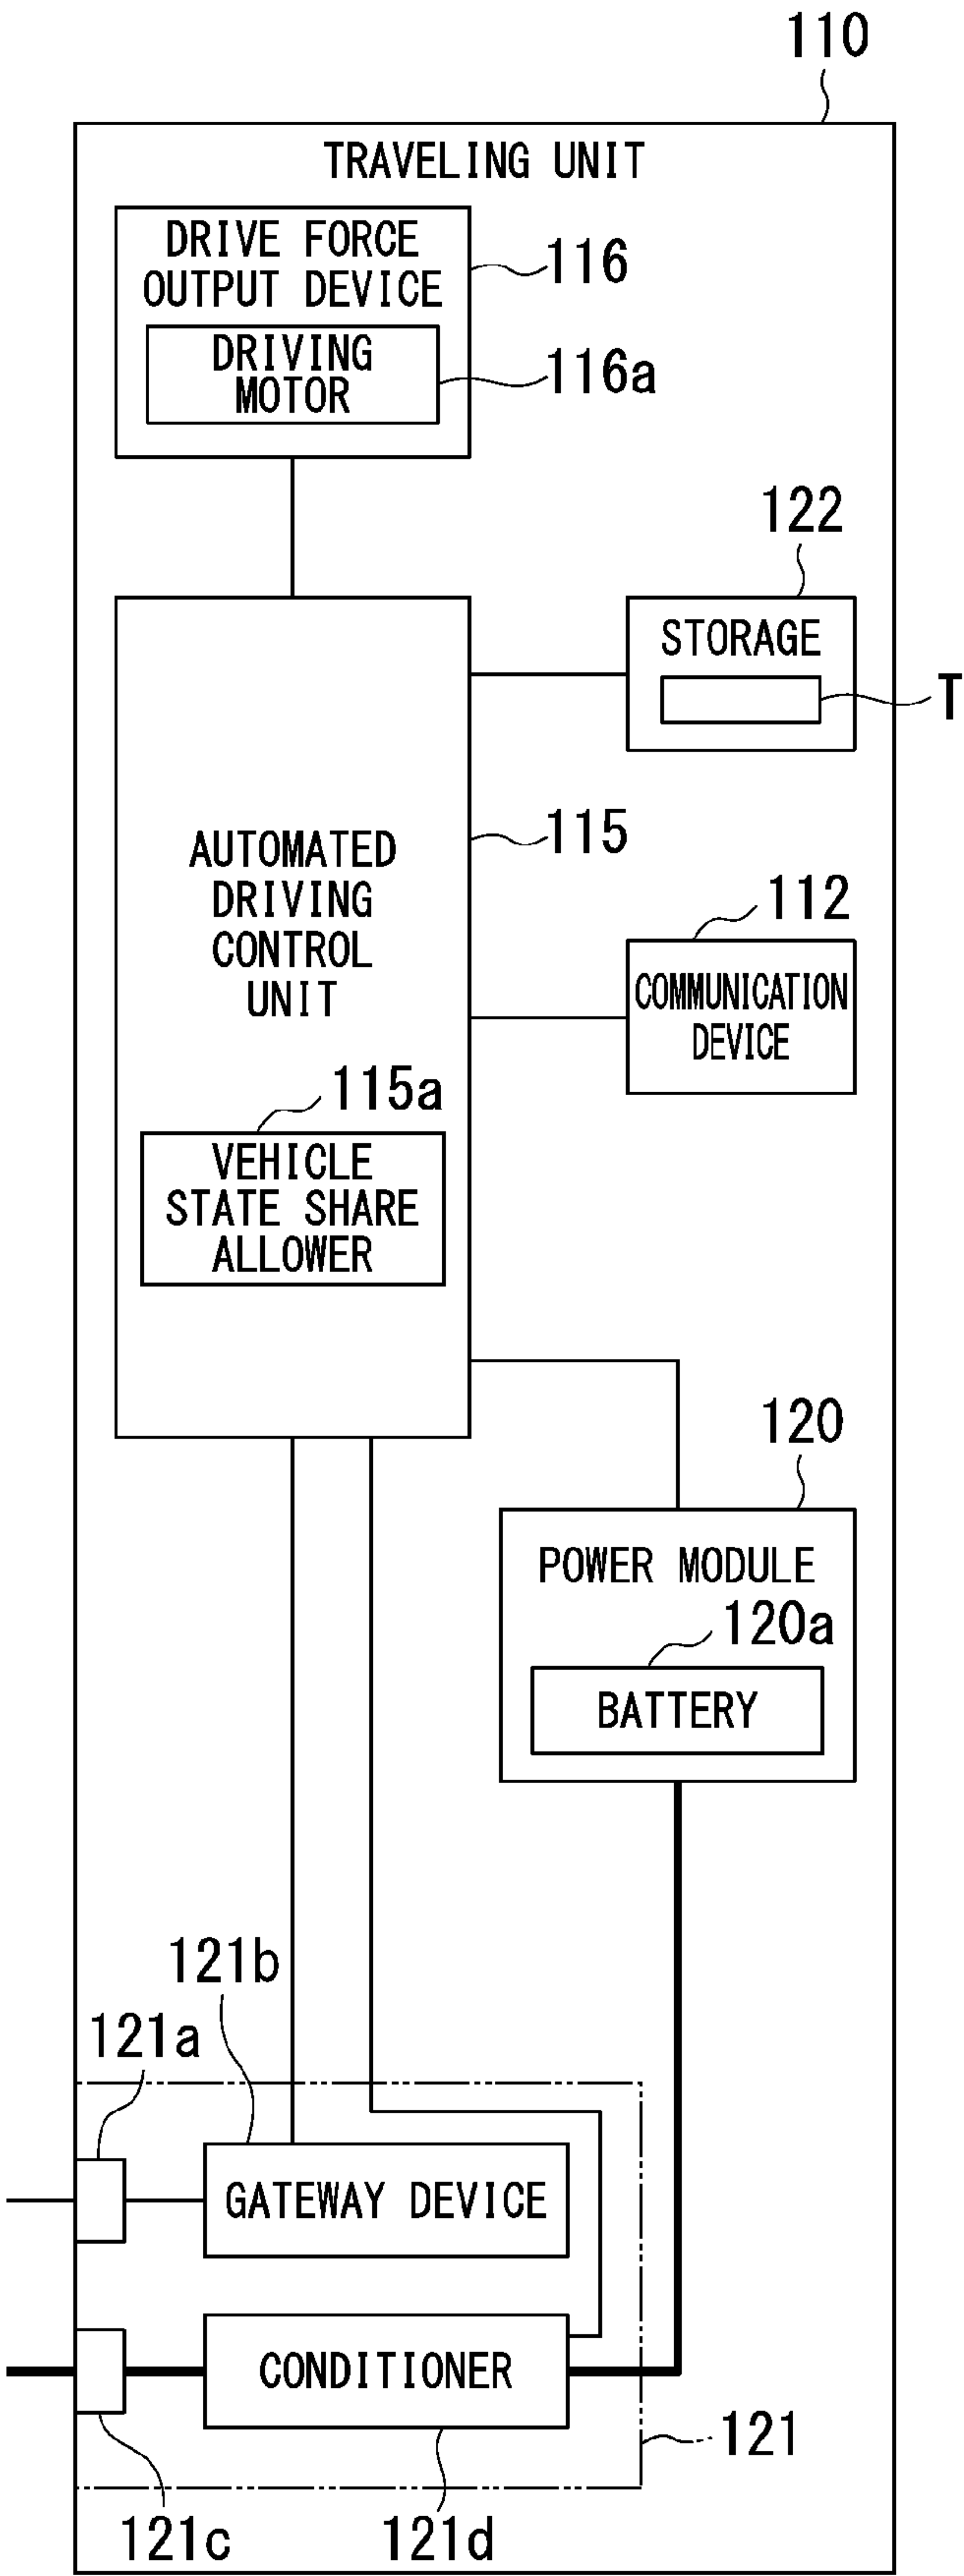 110
TRAVELING UNIT
DRIVE FORCE
OUTPUT DEVICE
116
DRIVING
MOTOR
116a
122
STORAGE
T
115
AUTOMATED
DRIVING
CONTROL
UNIT
112
COMMUNICATION
DEVICE
115a
VEHICLE
STATE SHARE
ALLOWER
120
POWER MODULE
120a
BATTERY
121b
121a
GATEWAY DEVICE
CONDITIONER
121
121c
121d